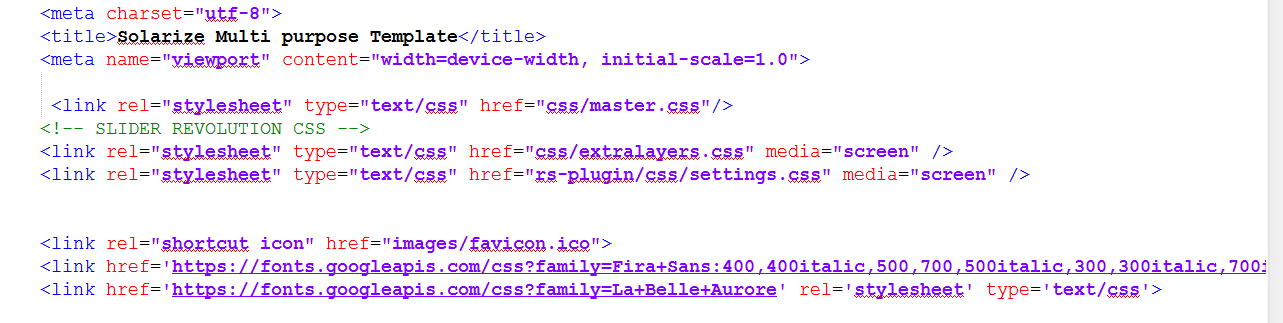 <meta charset="utf-8">
<title>Solarize Multi purpose Template</title>
<meta name="viewport" content="width=device-width, initial-scale=1.0">
<link rel="stylesheet" type="text/css" href="css/master.css"/>
<!-- SLIDER REVOLUTION CSS -->
<link rel="stylesheet" type="text/css" href="css/extralayers.css" media="screen" />
<link rel="stylesheet" type="text/css" href="rs-plugin/css/settings.css" media="screen" />
<link rel="shortcut icon" href="images/favicon.ico">
<link href='https://fonts.googleapis.com/css?family=Fira+Sans:400,400italic,500,700,500italic,300,300italic,700i
<link href='https://fonts.googleapis.com/css?family=La+Belle+Aurore' rel='stylesheet' type='text/css'>